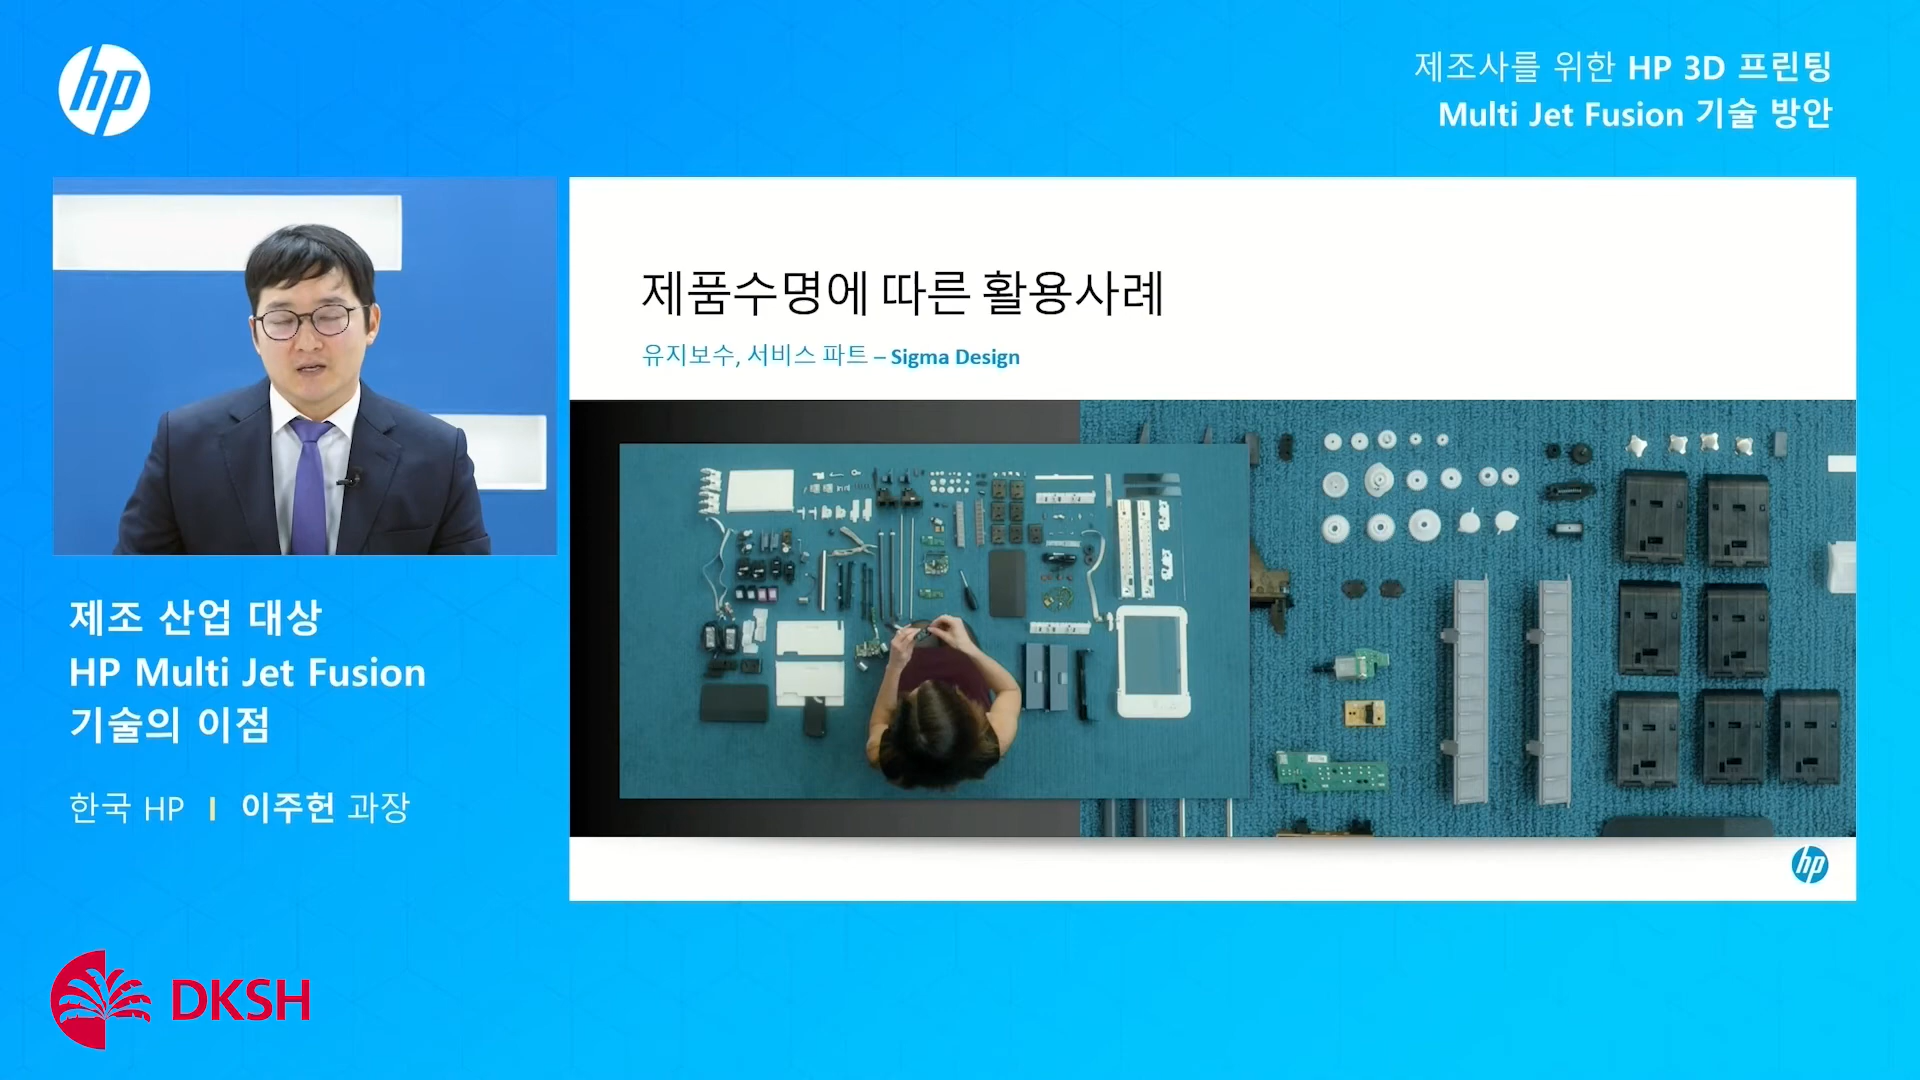 hp
제조사를 위한 HP 3D 프린팅
Multi Jet Fusion 기술 방안
제품수명에 따른 활용사례
유지보수, 서비스 파트 – Sigma Design
제조 산업 대상
HP Multi Jet Fusion
기술의 이점
한국 HP | 이주헌 과장
hp
DKSH